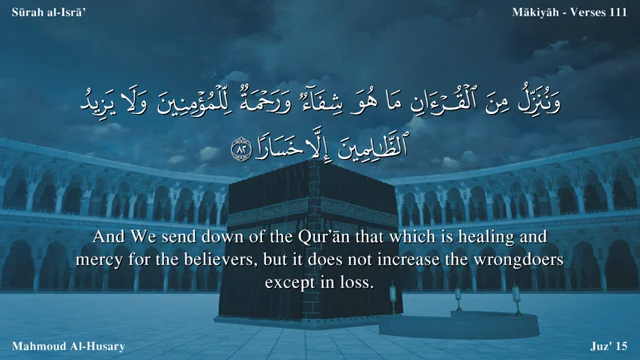 Sūrah al-Isrā’
Mākiyāh - Verses 111
وَنُنَزِّلُ مِنَ ٱلْقُرْءَانِ مَا هُوَ شِفَآءٌ وَرَحْمَةٌ لِّلْمُؤْمِنِينَ وَلَا يَزِيدُ
ٱلظَّٰلِمِينَ إِلَّا خَسَارًا ٨٢
And We send down of the Qur’ān that which is healing and
mercy for the believers, but it does not increase the wrongdoers
except in loss.
Mahmoud Al-Husary
Juz' 15